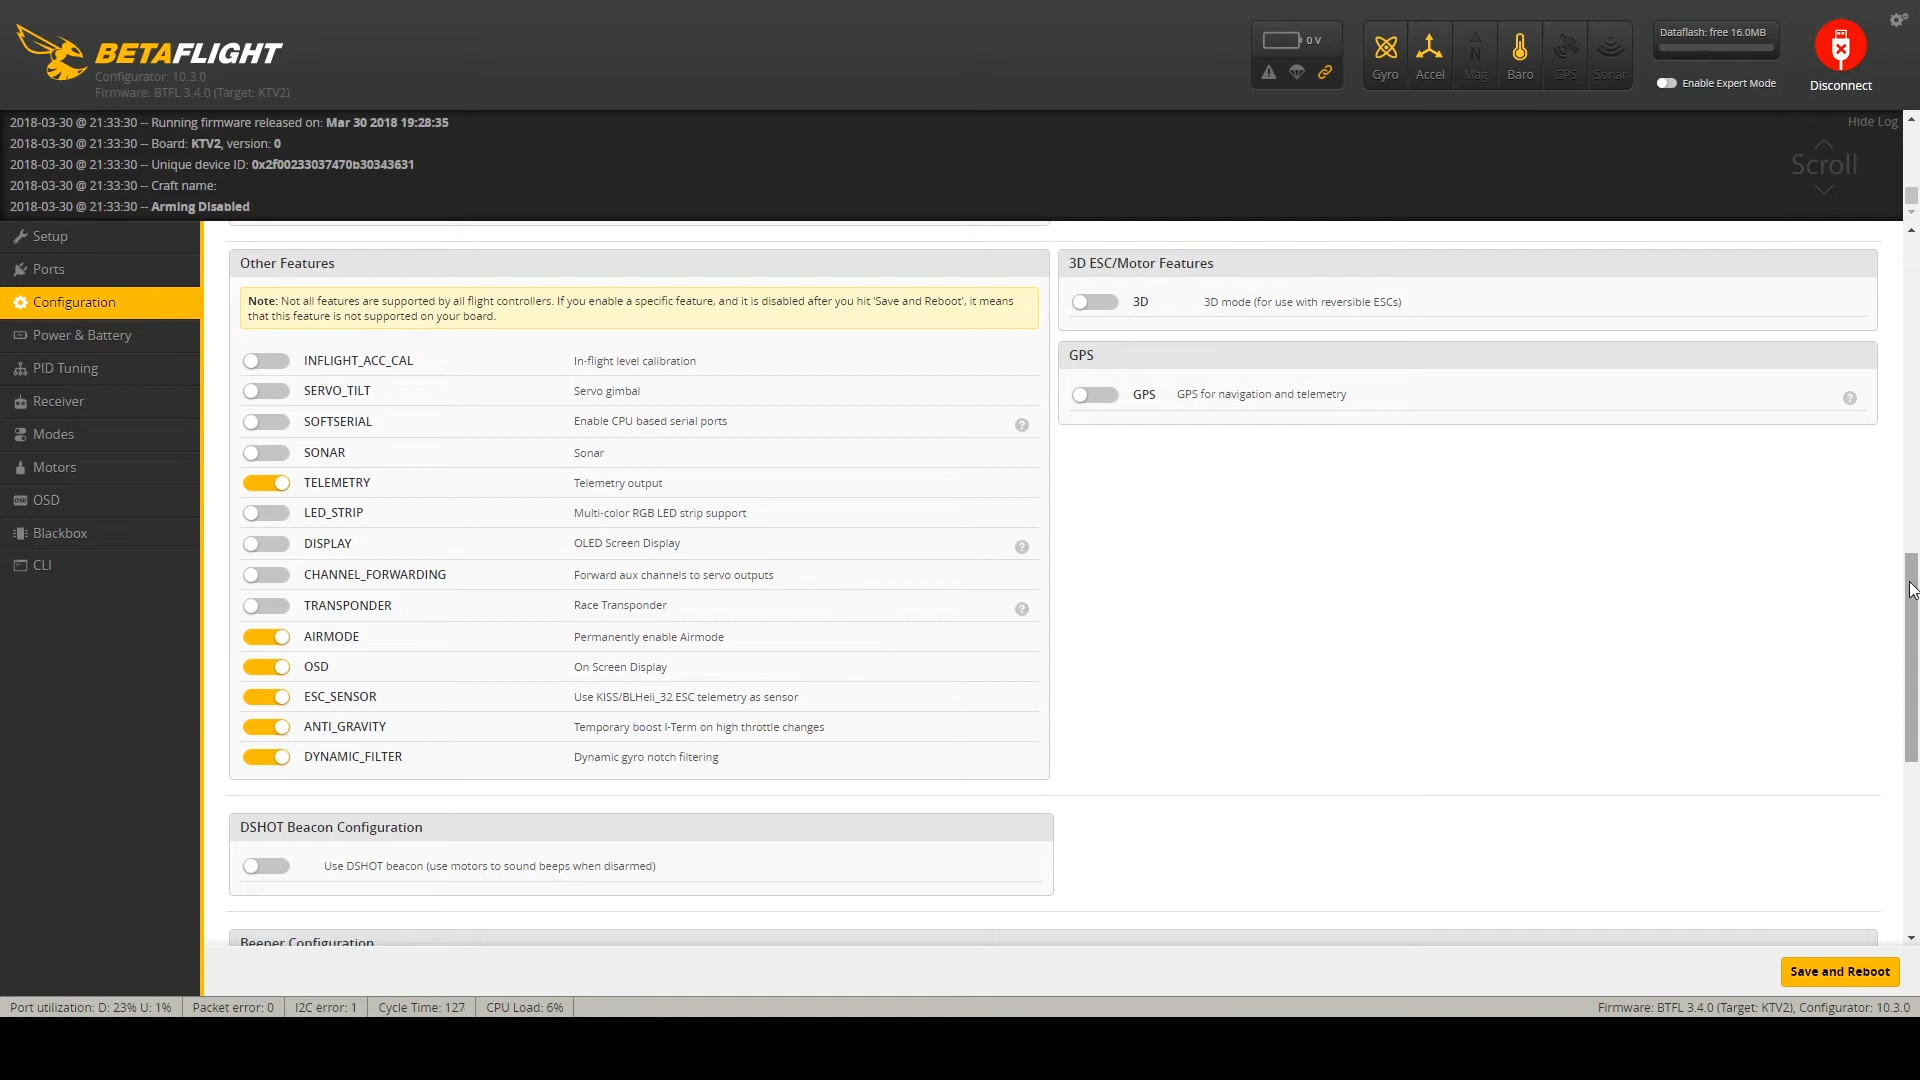 BETAFLIGHT
Configurator: 10.3.0
Firmware: BTFL 3.4.0 (Target: KTV2)
0 V
Gyro
Accel
N
Mag
Baro
GPS
Sonar
Dataflash: free 16.0MB
Enable Expert Mode
Disconnect
2018-03-30 @ 21:33:30 -- Running firmware released on: Mar 30 2018 19:28:35
2018-03-30 @ 21:33:30 -- Board: KTV2, version: 0
2018-03-30 @ 21:33:30 -- Unique device ID: 0x2f00233037470b30343631
2018-03-30 @ 21:33:30 -- Craft name:
2018-03-30 @ 21:33:30 -- Arming Disabled
Hide Log
Scroll
Setup
Ports
Configuration
Power & Battery
PID Tuning
Receiver
Modes
Motors
OSD
Blackbox
CLI
Other Features
Note: Not all features are supported by all flight controllers. If you enable a specific feature, and it is disabled after you hit 'Save and Reboot', it means
that this feature is not supported on your board.
INFLIGHT_ACC_CAL In-flight level calibration
SERVO_TILT Servo gimbal
SOFTSERIAL Enable CPU based serial ports ?
SONAR Sonar
TELEMETRY Telemetry output
LED_STRIP Multi-color RGB LED strip support
DISPLAY OLED Screen Display ?
CHANNEL_FORWARDING Forward aux channels to servo outputs
TRANSPONDER Race Transponder ?
AIRMODE Permanently enable Airmode
OSD On Screen Display
ESC_SENSOR Use KISS/BLHeli_32 ESC telemetry as sensor
ANTI_GRAVITY Temporary boost I-Term on high throttle changes
DYNAMIC_FILTER Dynamic gyro notch filtering
3D ESC/Motor Features
3D 3D mode (for use with reversible ESCs)
GPS
GPS GPS for navigation and telemetry ?
DSHOT Beacon Configuration
Use DSHOT beacon (use motors to sound beeps when disarmed)
Beeper Configuration
Save and Reboot
Port utilization: D: 23% U: 1% Packet error: 0 I2C error: 1 Cycle Time: 127 CPU Load: 6% Firmware: BTFL 3.4.0 (Target: KTV2), Configurator: 10.3.0